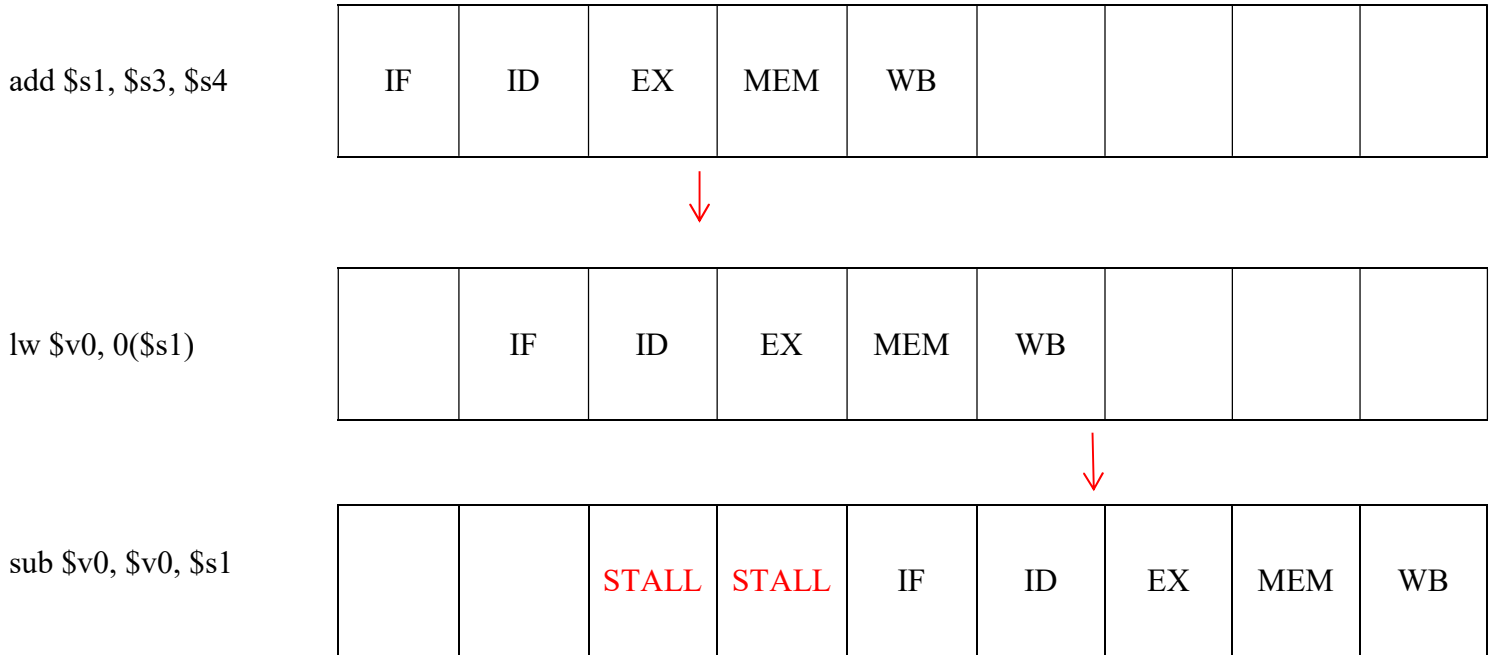 add $s1, $s3, $s4 IF ID EX MEM WB
lw $v0, 0($s1) IF ID EX MEM WB
sub $v0, $v0, $s1 STALL STALL IF ID EX MEM WB